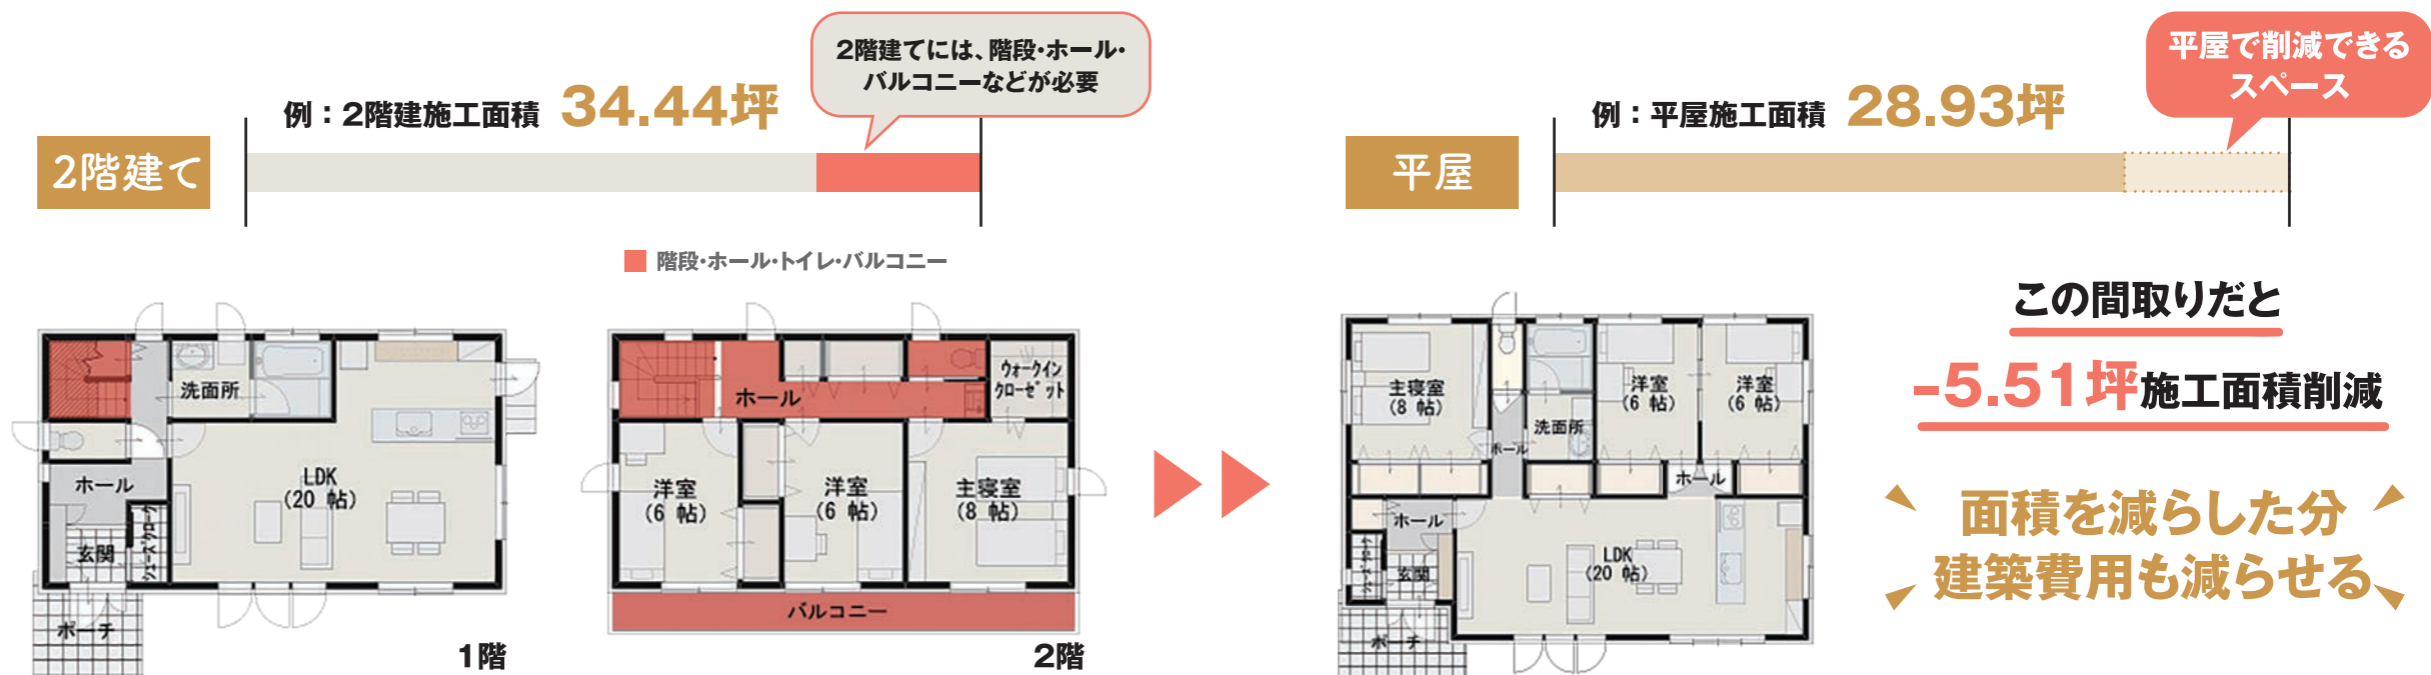 2階建てには、階段・ホール・
バルコニーなどが必要
例：2階建施工面積 34.44坪
2階建て
平屋で削減できる
スペース
例：平屋施工面積 28.93坪
平屋
階段・ホール・トイレ・バルコニー
洗面所
LDK
(20 帖)
ホール
シューズクローク
玄関
ポーチ
1階
ウォークイン
クローゼット
ホール
洋室
(6 帖)
洋室
(6 帖)
主寝室
(8 帖)
バルコニー
2階
主寝室
(8 帖)
洋室
(6 帖)
洋室
(6 帖)
洗面所
ホール
ホール
ホール
シューズクローク
玄関
LDK
(20 帖)
ポーチ
この間取りだと
-5.51坪施工面積削減
面積を減らした分
建築費用も減らせる